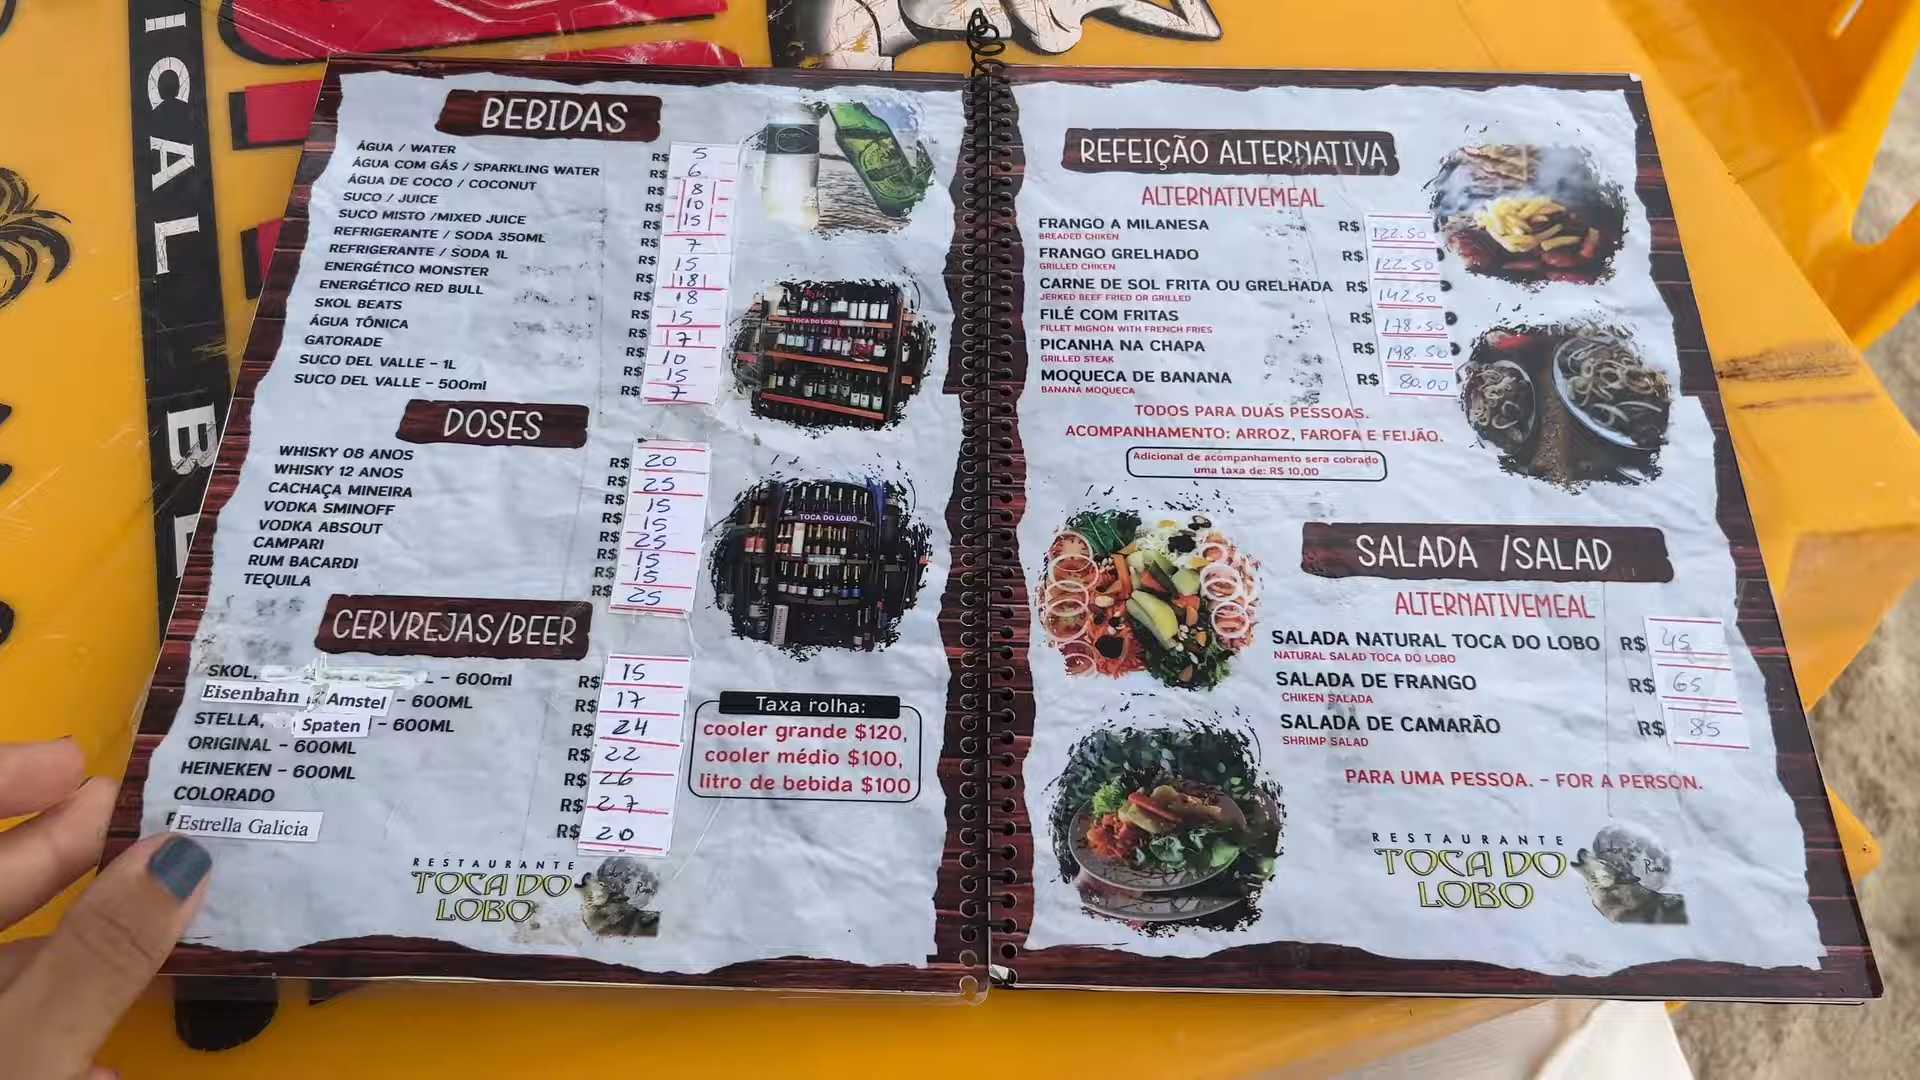 ICAL BE
BEBIDAS
ÁGUA / WATER R$ 5
ÁGUA COM GÁS / SPARKLING WATER R$ 6
ÁGUA DE COCO / COCONUT R$ 8
SUCO / JUICE R$ 10
SUCO MISTO /MIXED JUICE R$ 15
REFRIGERANTE / SODA 350ML R$ 7
REFRIGERANTE / SODA 1L R$ 15
ENERGÉTICO MONSTER R$ 18
ENERGÉTICO RED BULL R$ 18
SKOL BEATS R$ 15
ÁGUA TÔNICA R$ 7
GATORADE R$ 10
SUCO DEL VALLE - 1L R$ 15
SUCO DEL VALLE - 500ml R$ 7
DOSES
WHISKY 08 ANOS R$ 20
WHISKY 12 ANOS R$ 25
CACHAÇA MINEIRA R$ 15
VODKA SMINOFF R$ 15
VODKA ABSOUT R$ 25
CAMPARI R$ 15
RUM BACARDI R$ 15
TEQUILA R$ 25
CERVREJAS/BEER
SKOL, L - 600ml R$ 15
Eisenbahn Amstel - 600ML R$ 17
STELLA, Spaten - 600ML R$ 24
ORIGINAL - 600ML R$ 22
HEINEKEN - 600ML R$ 26
COLORADO R$ 27
Estrella Galicia R$ 20
TOCA DO LOBO
TOCA DO LOBO
Taxa rolha:
cooler grande $120,
cooler médio $100,
litro de bebida $100
RESTAURANTE
TOCA DO
LOBO
REFEIÇÃO ALTERNATIVA
ALTERNATIVEMEAL
FRANGO A MILANESA R$ 122.50
BREADED CHIKEN
FRANGO GRELHADO R$ 122.50
GRILLED CHIKEN
CARNE DE SOL FRITA OU GRELHADA R$ 142.50
JERKED BEEF FRIED OR GRILLED
FILÉ COM FRITAS R$ 178.50
FILLET MIGNON WITH FRENCH FRIES
PICANHA NA CHAPA R$ 198.50
GRILLED STEAK
MOQUECA DE BANANA R$ 80.00
BANANA MOQUECA
TODOS PARA DUAS PESSOAS.
ACOMPANHAMENTO: ARROZ, FAROFA E FEIJÃO.
Adicional de acompanhamento sera cobrado
uma taxa de: R$ 10,00
SALADA /SALAD
ALTERNATIVEMEAL
SALADA NATURAL TOCA DO LOBO R$ 45
NATURAL SALAD TOCA DO LOBO
SALADA DE FRANGO R$ 65
CHIKEN SALADA
SALADA DE CAMARÃO R$ 85
SHRIMP SALAD
PARA UMA PESSOA. - FOR A PERSON.
RESTAURANTE
TOCA DO
LOBO